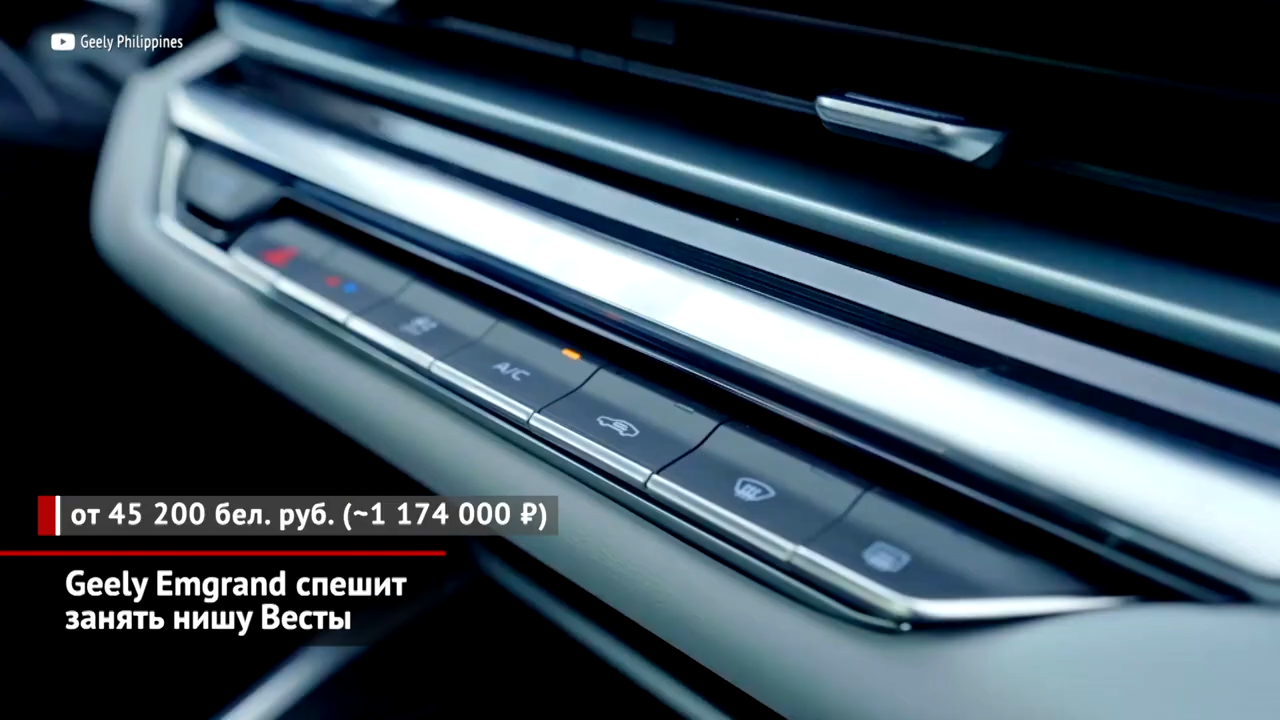 Geely Philippines
A/C
от 45 200 бел. руб. (~1 174 000 ₽)
Geely Emgrand спешит
занять нишу Весты